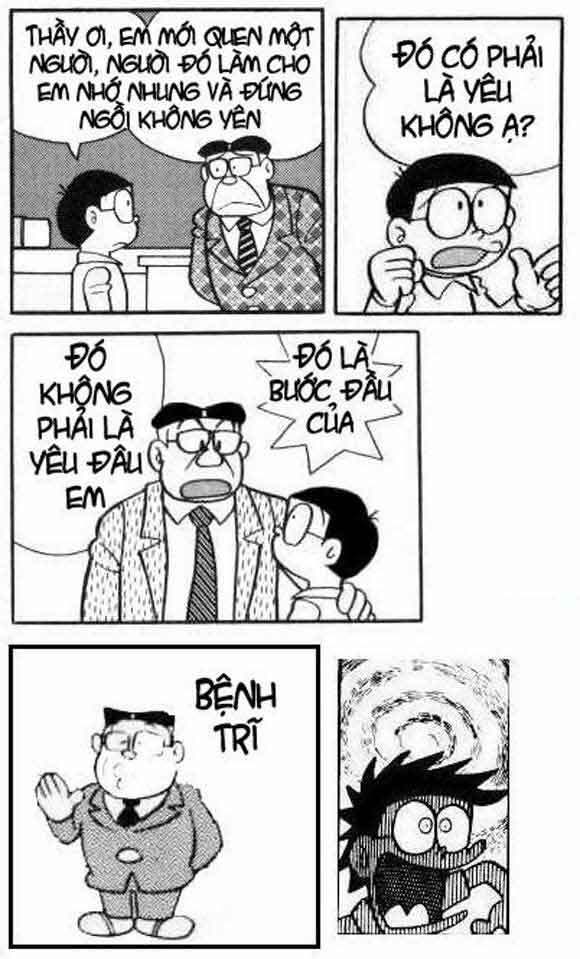 THẦY ƠI, EM MỚI QUEN MỘT
NGƯỜI, NGƯỜI ĐÓ LÀM CHO
EM NHỚ NHUNG VÀ ĐỨNG
NGỒI KHÔNG YÊN
ĐÓ CÓ PHẢI
LÀ YÊU
KHÔNG Ạ?
ĐÓ
KHÔNG
PHẢI LÀ
YÊU ĐÂU
EM
ĐÓ LÀ
BƯỚC ĐẦU
CỦA
BỆNH
TRĨ